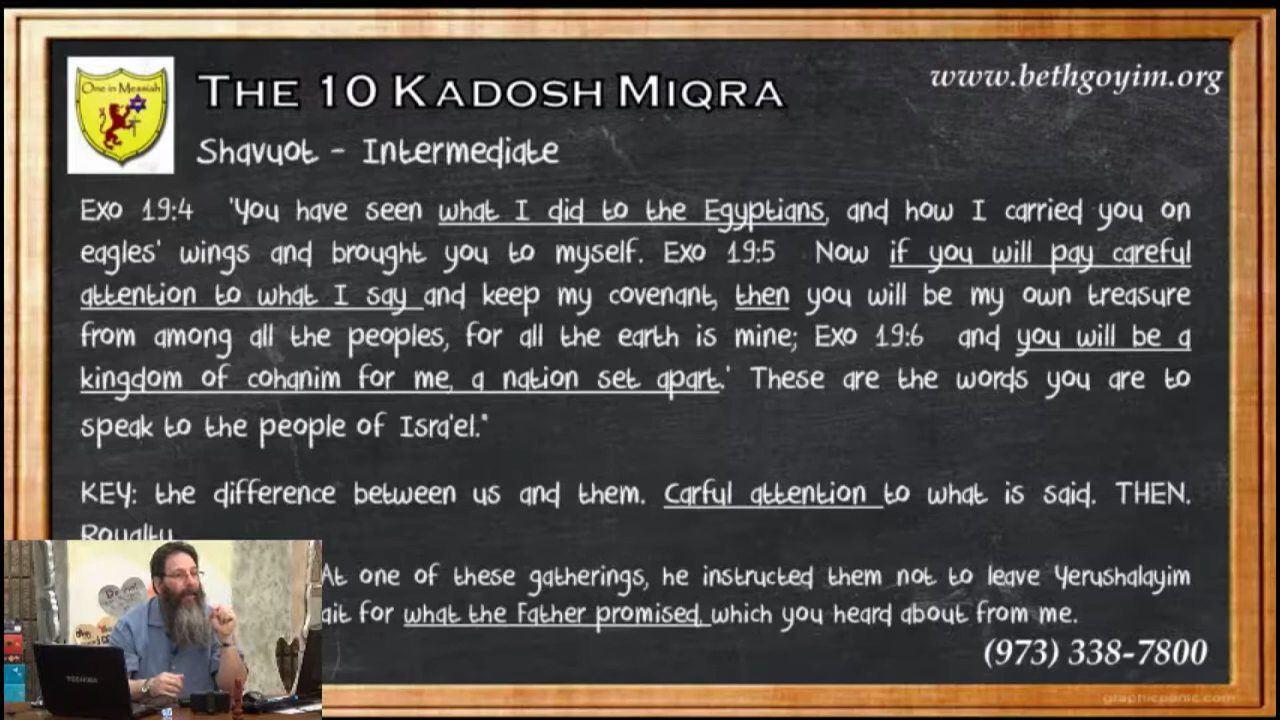 www.bethgoyim.org
One in Messiah
THE 10 KADOSH MIQRA
Shavuot - Intermediate
Exo 19:4 'You have seen what I did to the Egyptians, and how I carried you on
eagles' wings and brought you to myself. Exo 19:5 Now if you will pay careful
attention to what I say and keep my covenant, then you will be my own treasure
from among all the peoples, for all the earth is mine; Exo 19:6 and you will be a
kingdom of cohanim for me, a nation set apart.' These are the words you are to
speak to the people of Isra'el."
KEY: the difference between us and them. Carful attention to what is said. THEN.
Royalty
At one of these gatherings, he instructed them not to leave Yerushalayim
ait for what the Father promised, which you heard about from me.
(973) 338-7800
TOSHIBA
graphicpanic.com